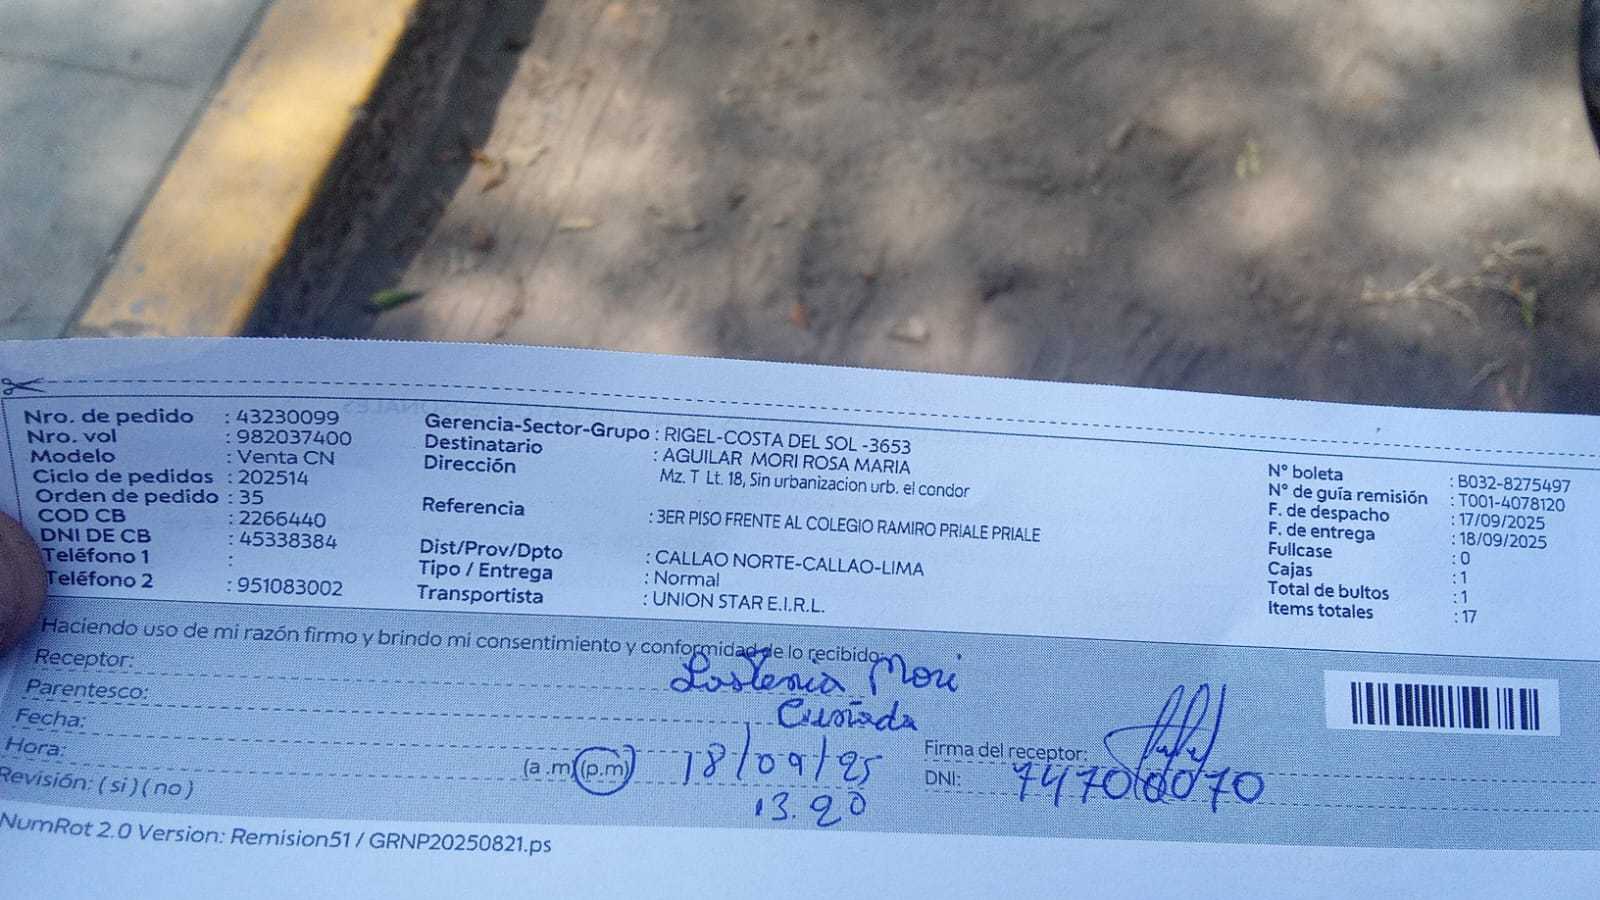 Nro. de pedido : 43230099
Nro. vol : 982037400
Modelo : Venta CN
Ciclo de pedidos : 202514
Orden de pedido : 35
COD CB : 2266440
DNI DE CB : 45338384
Teléfono 1 :
Teléfono 2 : 951083002
Gerencia-Sector-Grupo : RIGEL-COSTA DEL SOL -3653
Destinatario : AGUILAR MORI ROSA MARIA
Dirección Mz. T Lt. 18, Sin urbanizacion urb. el condor
Referencia : 3ER PISO FRENTE AL COLEGIO RAMIRO PRIALE PRIALE
Dist/Prov/Dpto : CALLAO NORTE-CALLAO-LIMA
Tipo / Entrega : Normal
Transportista : UNION STAR E.I.R.L.
N° boleta : B032-8275497
N° de guía remisión : T001-4078120
F. de despacho : 17/09/2025
F. de entrega : 18/09/2025
Fullcase : 0
Cajas : 1
Total de bultos : 1
Items totales : 17
Haciendo uso de mi razón firmo y brindo mi consentimiento y conformidad de lo recibido:
Receptor: Mori
Parentesco: Cuñada
Fecha: 18/09/25
Hora: (a .m) (p.m) 13.20
Revisión: ( si ) ( no )
Firma del receptor:
DNI:
NumRot 2.0 Version: Remision51 / GRNP20250821.ps